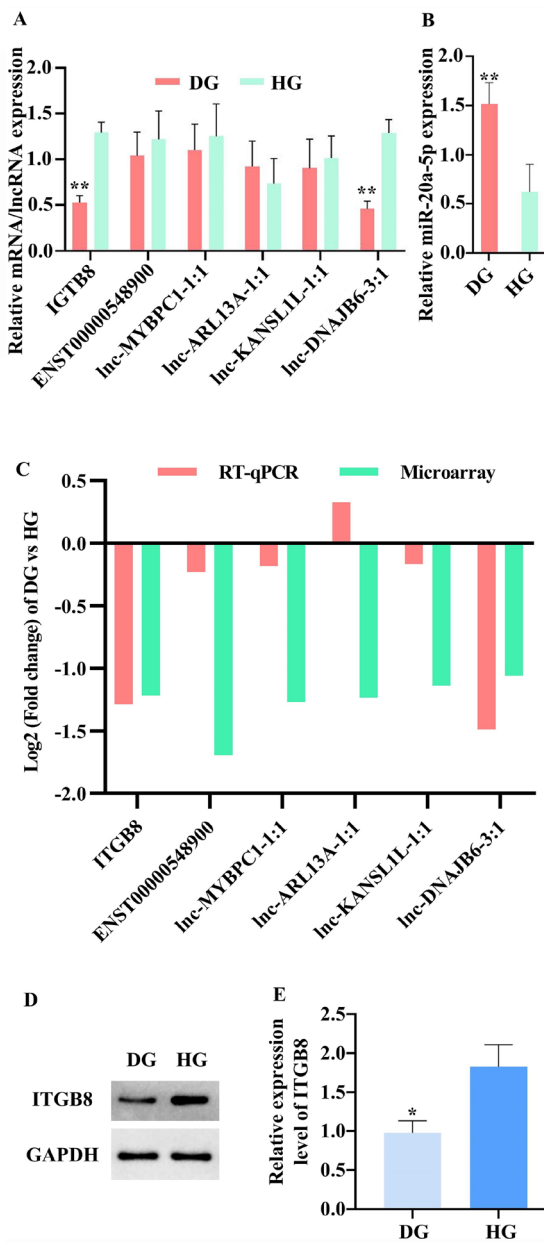 A
Relative mRNA/lncRNA expression
2.0
1.5
1.0
0.5
0.0
DG
HG
**
**
IGTB8
ENST00000548900
lnc-MYBPC1-1:1
lnc-ARL13A-1:1
lnc-KANSL1L-1:1
lnc-DNAJB6-3:1
B
Relative miR-20a-5p expression
2.0
1.5
1.0
0.5
0.0
**
DG
HG
C
RT-qPCR
Microarray
Log2 (Fold change) of DG vs HG
0.5
0.0
-0.5
-1.0
-1.5
-2.0
ITGB8
ENST00000548900
lnc-MYBPC1-1:1
lnc-ARL13A-1:1
lnc-KANSL1L-1:1
lnc-DNAJB6-3:1
D
DG HG
ITGB8
GAPDH
E
Relative expression
level of ITGB8
2.5
2.0
1.5
1.0
0.5
0.0
*
DG
HG